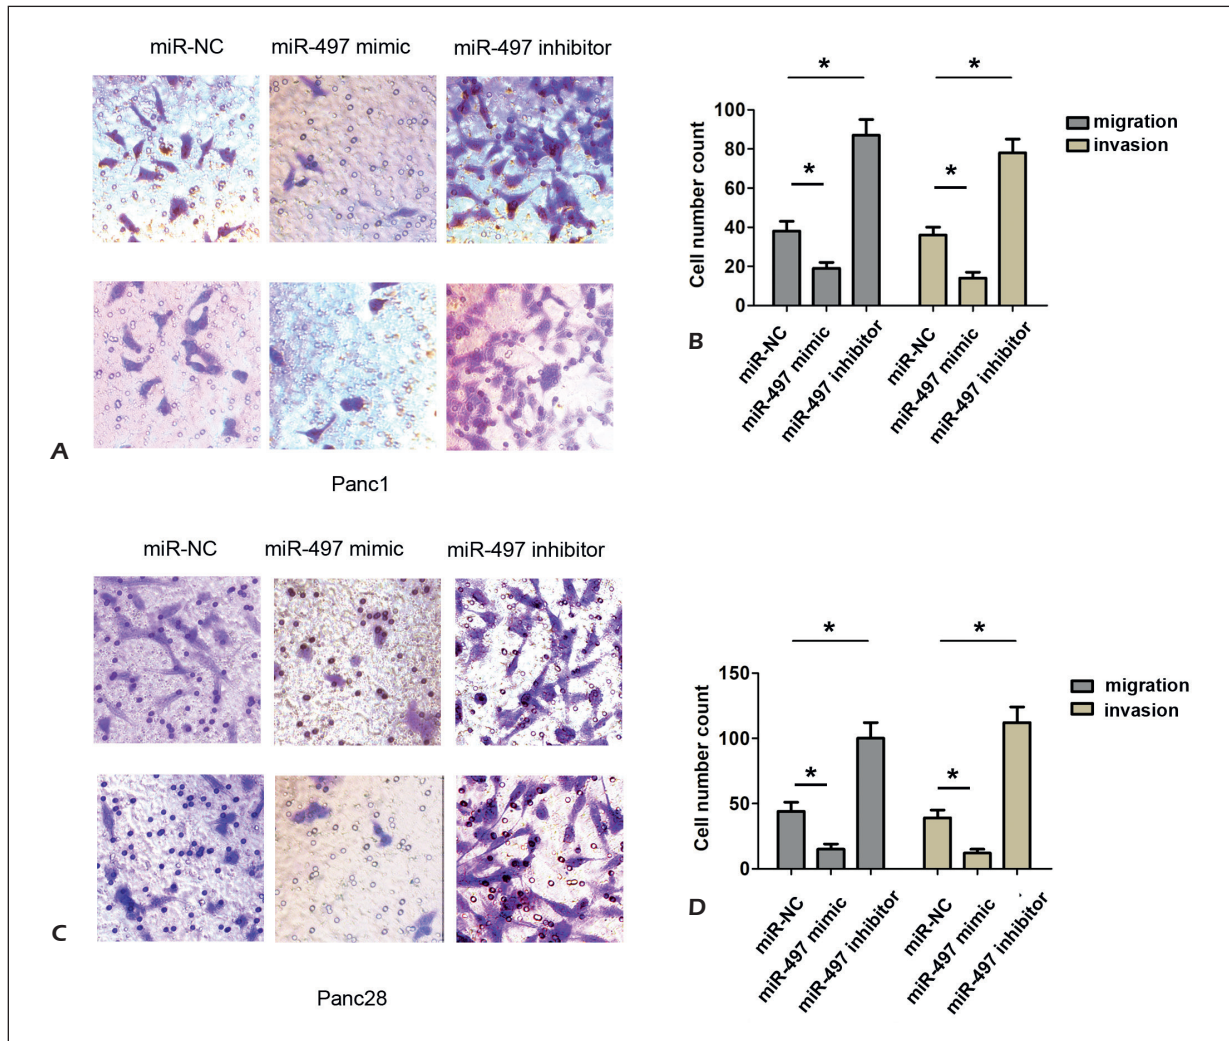 miR-NC miR-497 mimic miR-497 inhibitor
A
Panc1
*
*
*
*
Cell number count
100
80
60
40
20
0
migration
invasion
miR-NC
miR-497 mimic
miR-497 inhibitor
miR-NC
miR-497 mimic
miR-497 inhibitor
B
miR-NC miR-497 mimic miR-497 inhibitor
C
Panc28
*
*
*
*
Cell number count
150
100
50
0
migration
invasion
miR-NC
miR-497 mimic
miR-497 inhibitor
miR-NC
miR-497 mimic
miR-497 inhibitor
D